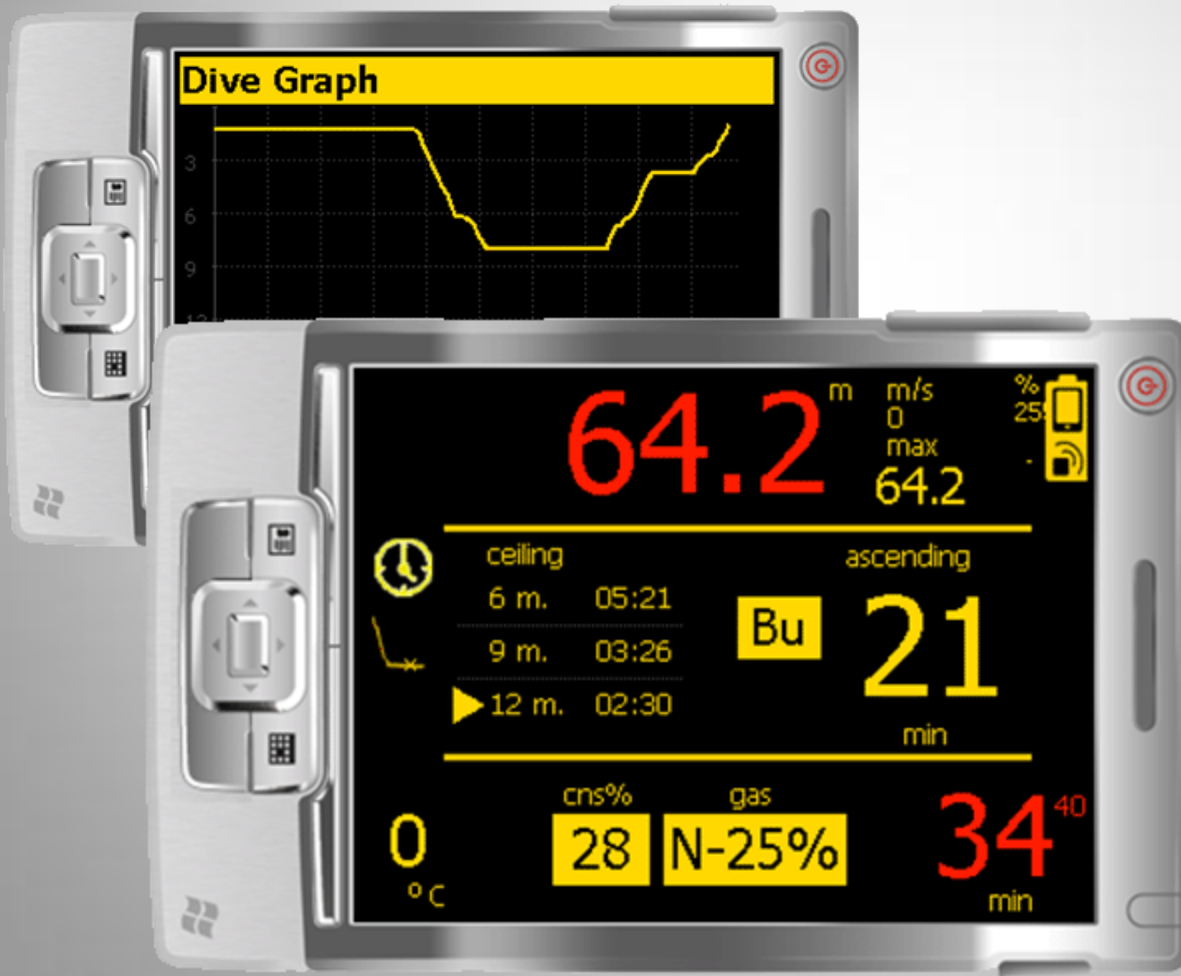 Dive Graph
3
6
9
64.2 m
m/s
0
max
64.2
%
ceiling
6 m. 05:21
9 m. 03:26
12 m. 02:30
Bu
ascending
21
min
cns%
28
gas
N-25%
0
°C
34 40
min